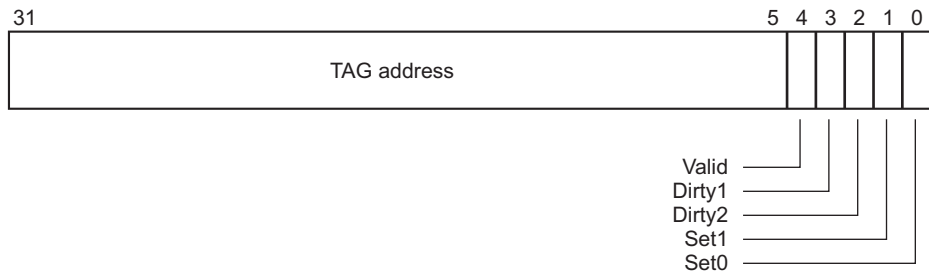 31 5 4 3 2 1 0
TAG address
Valid
Dirty1
Dirty2
Set1
Set0